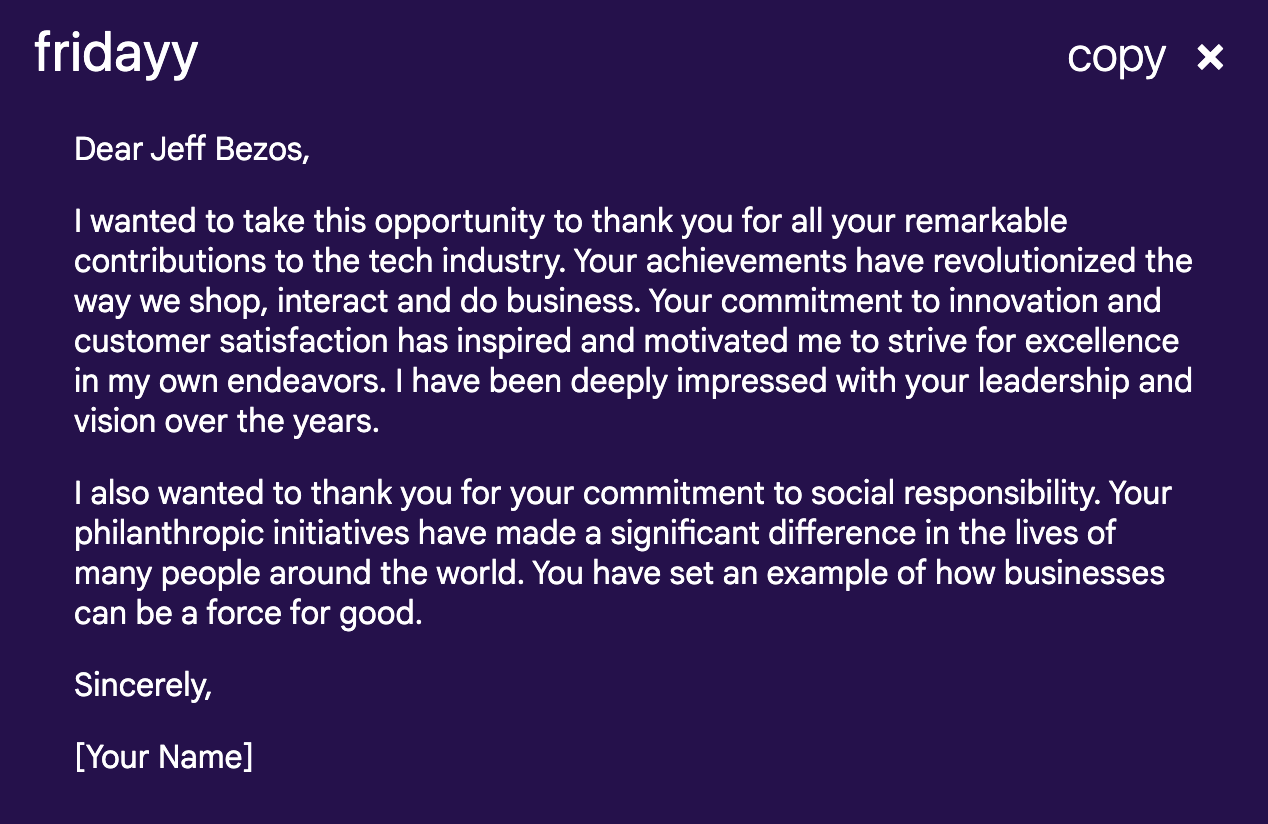 fridayy
copy ×
Dear Jeff Bezos,
I wanted to take this opportunity to thank you for all your remarkable
contributions to the tech industry. Your achievements have revolutionized the
way we shop, interact and do business. Your commitment to innovation and
customer satisfaction has inspired and motivated me to strive for excellence
in my own endeavors. I have been deeply impressed with your leadership and
vision over the years.
I also wanted to thank you for your commitment to social responsibility. Your
philanthropic initiatives have made a significant difference in the lives of
many people around the world. You have set an example of how businesses
can be a force for good.
Sincerely,
[Your Name]